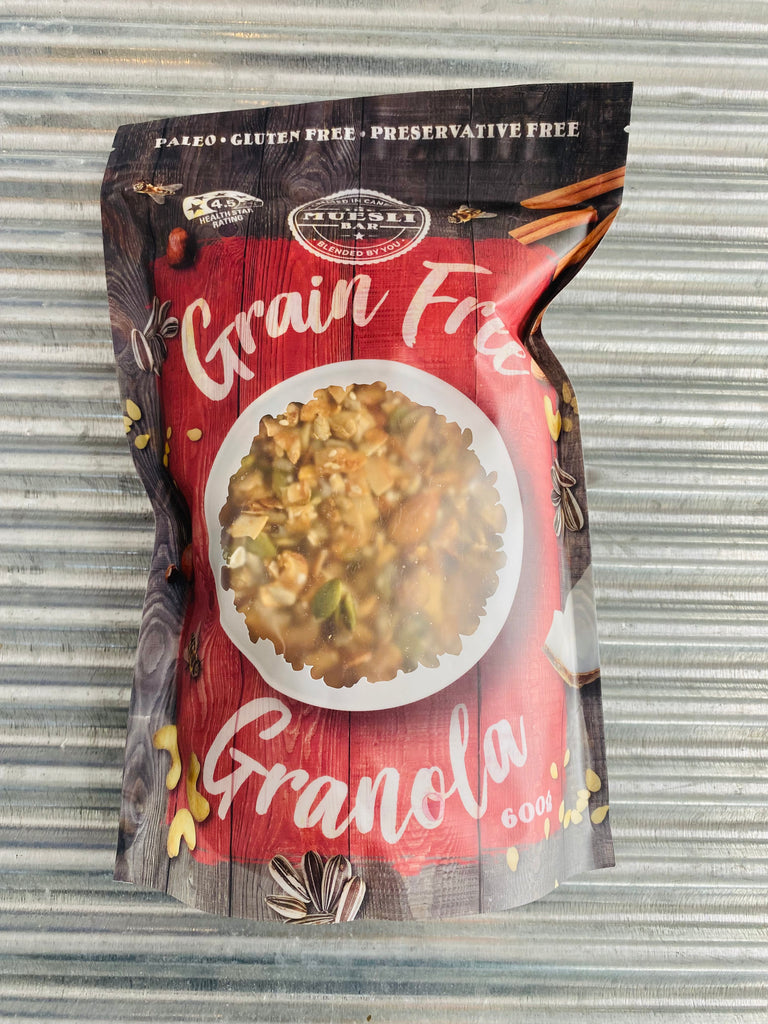 PALEO • GLUTEN FREE • PRESERVATIVE FREE
4.5
HEALTH STAR
RATING
THE
MUESLI
BAR
• BLENDED BY YOU •
Grain Free
Granola
600g